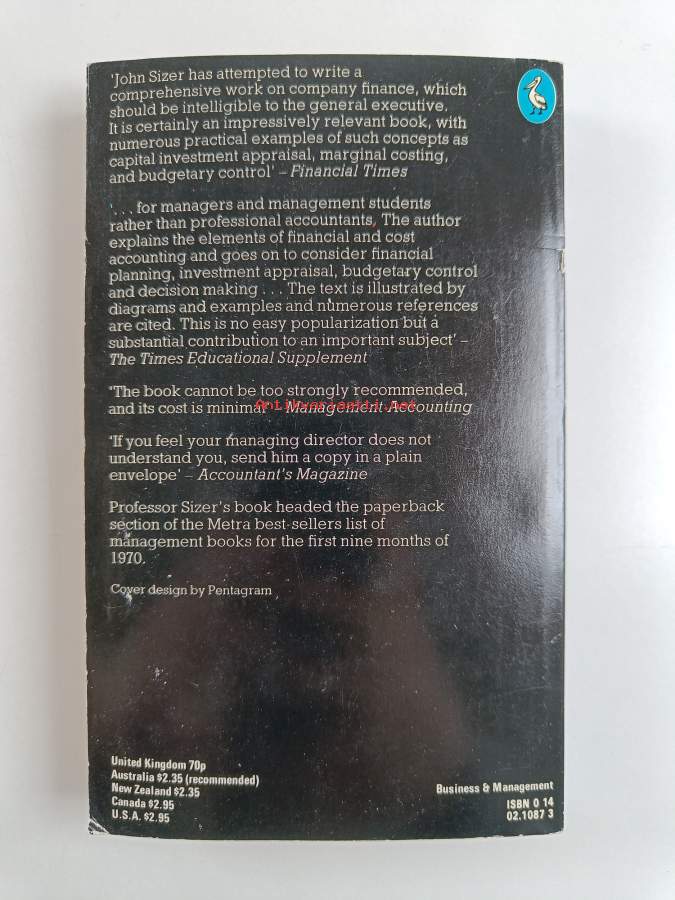 'John Sizer has attempted to write a
comprehensive work on company finance, which
should be intelligible to the general executive.
It is certainly an impressively relevant book, with
numerous practical examples of such concepts as
capital investment appraisal, marginal costing,
and budgetary control' – Financial Times
'. . . for managers and management students
rather than professional accountants. The author
explains the elements of financial and cost
accounting and goes on to consider financial
planning, investment appraisal, budgetary control
and decision making . . . The text is illustrated by
diagrams and examples and numerous references
are cited. This is no easy popularization but a
substantial contribution to an important subject' –
The Times Educational Supplement
'The book cannot be too strongly recommended,
and its cost is minimal' – Management Accounting
Antikvariaatti.net
'If you feel your managing director does not
understand you, send him a copy in a plain
envelope' – Accountant's Magazine
Professor Sizer's book headed the paperback
section of the Metra best-sellers list of
management books for the first nine months of
1970.
Cover design by Pentagram
United Kingdom 70p
Australia $2.35 (recommended)
New Zealand $2.35
Canada $2.95
U.S.A. $2.95
Business & Management
ISBN 0 14
02.1087 3